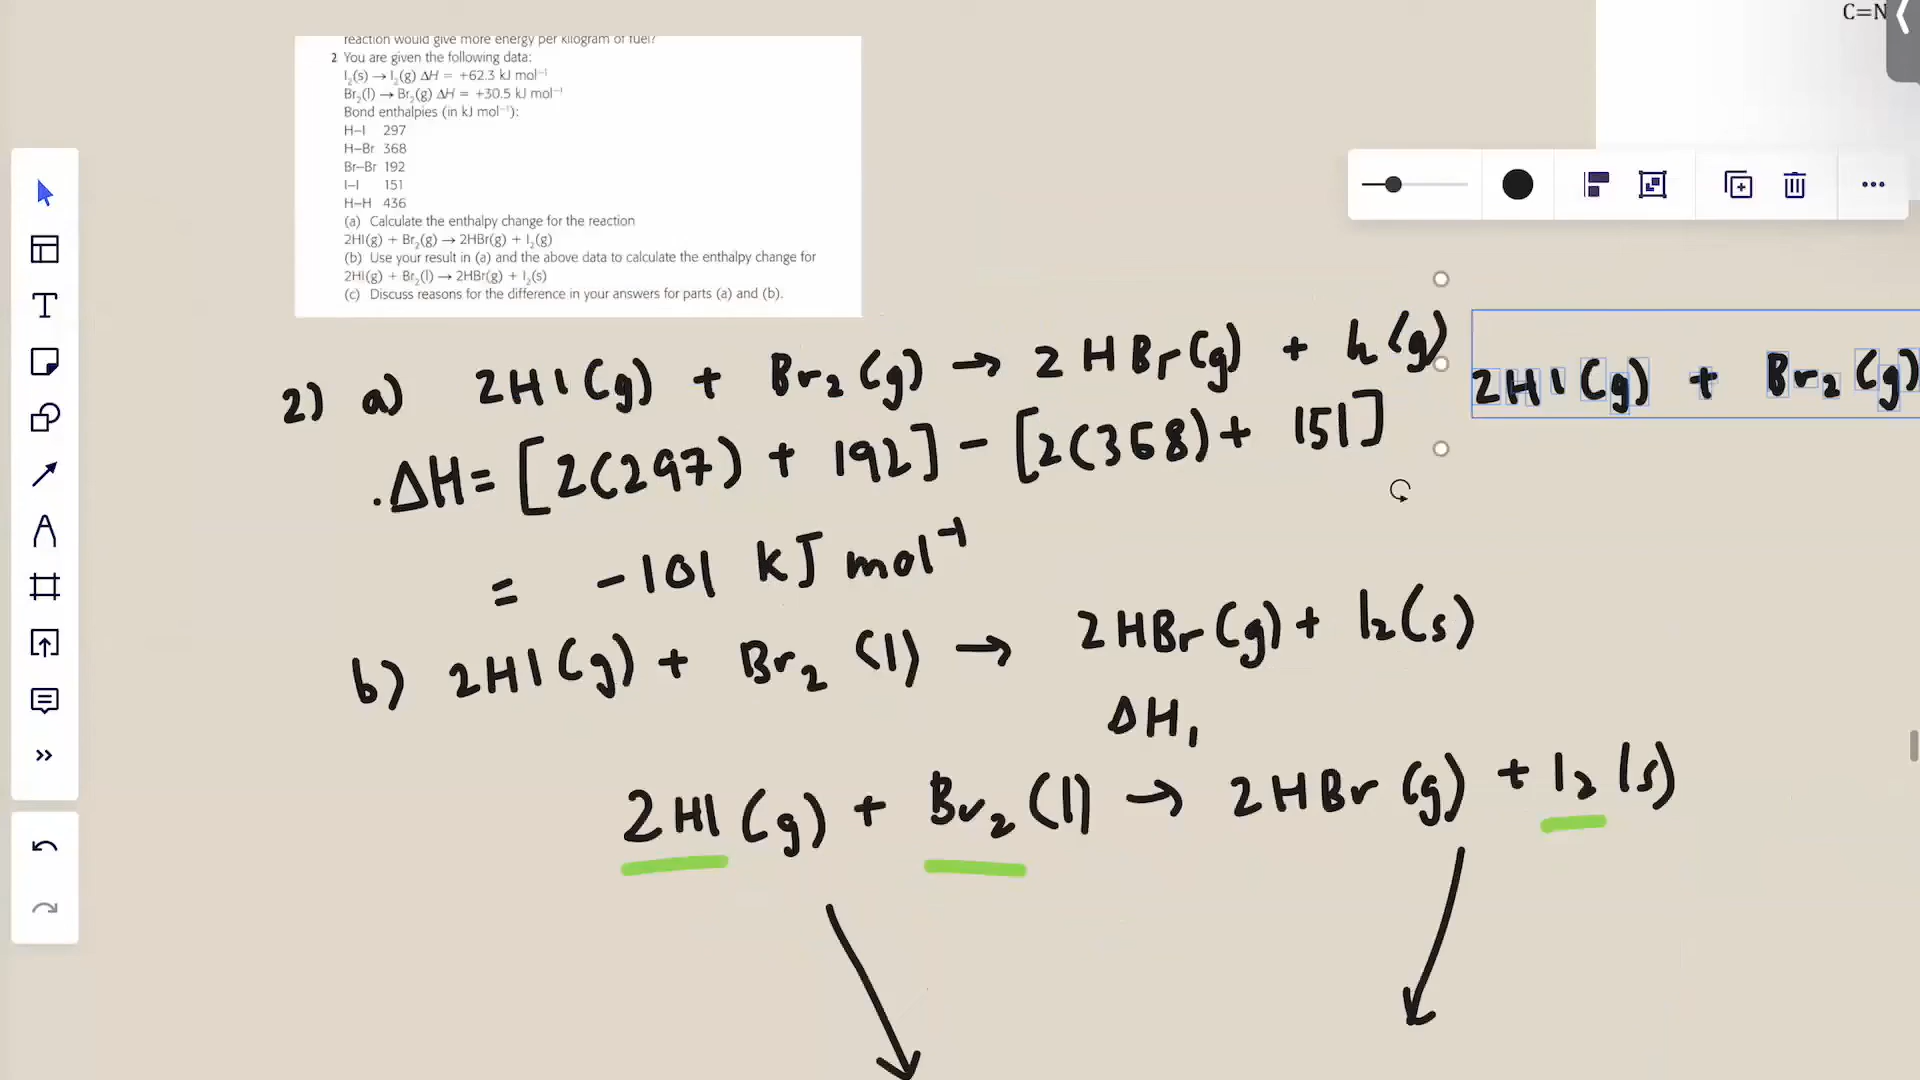 C=N
reaction would give more energy per kilogram of fuel?
2 You are given the following data:
I₂(s) → I₂(g) ΔH = +62.3 kJ mol⁻¹
Br₂(l) → Br₂(g) ΔH = +30.5 kJ mol⁻¹
Bond enthalpies (in kJ mol⁻¹):
H–I 297
H–Br 368
Br–Br 192
I–I 151
H–H 436
(a) Calculate the enthalpy change for the reaction
2HI(g) + Br₂(g) → 2HBr(g) + I₂(g)
(b) Use your result in (a) and the above data to calculate the enthalpy change for
2HI(g) + Br₂(l) → 2HBr(g) + I₂(s)
(c) Discuss reasons for the difference in your answers for parts (a) and (b).
2) a) 2HI(g) + Br₂(g) → 2HBr(g) + I₂(g)
2HI(g) + Br₂(g)
ΔH = [2(297) + 192] - [2(368) + 151]
= -101 kJ mol⁻¹
b) 2HI(g) + Br₂(l) → 2HBr(g) + I₂(s)
ΔH₁
2HI(g) + Br₂(l) → 2HBr(g) + I₂(s)